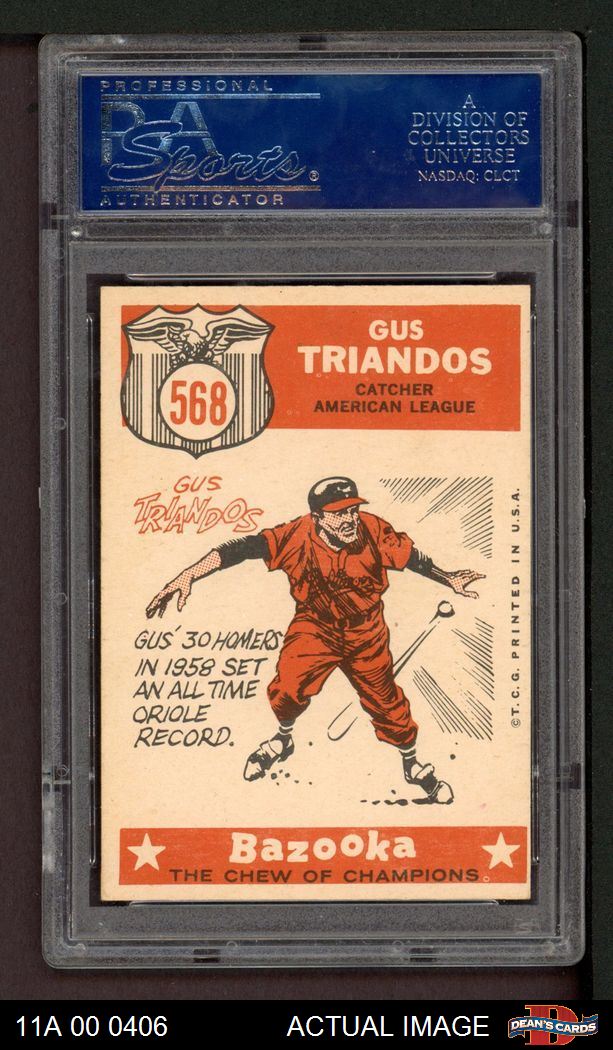 PROFESSIONAL
PSA
Sports®
AUTHENTICATOR
A
DIVISION OF
COLLECTORS
UNIVERSE
NASDAQ: CLCT
568
GUS
TRIANDOS
CATCHER
AMERICAN LEAGUE
GUS
TRIANDOS
GUS' 30 HOMERS
IN 1958 SET
AN ALL TIME
ORIOLE
RECORD.
©T.C.G. PRINTED IN U.S.A.
Bazooka
THE CHEW OF CHAMPIONS
11A 00 0406
ACTUAL IMAGE
D
DEAN'S CARDS